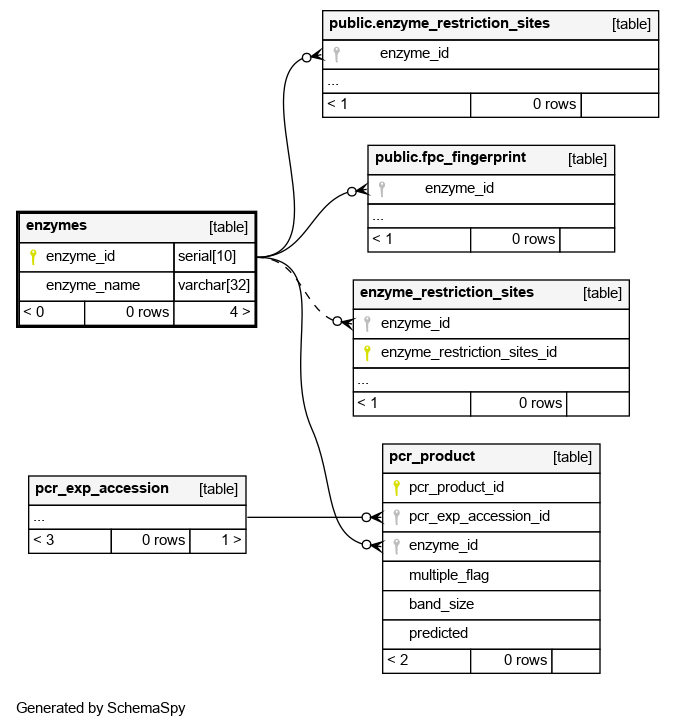 public.enzyme_restriction_sites [table]
enzyme_id
...
< 1 0 rows
public.fpc_fingerprint [table]
enzyme_id
...
< 1 0 rows
enzymes [table]
enzyme_id serial[10]
enzyme_name varchar[32]
< 0 0 rows 4 >
enzyme_restriction_sites [table]
enzyme_id
enzyme_restriction_sites_id
...
< 1 0 rows
pcr_exp_accession [table]
...
< 3 0 rows 1 >
pcr_product [table]
pcr_product_id
pcr_exp_accession_id
enzyme_id
multiple_flag
band_size
predicted
< 2 0 rows
Generated by SchemaSpy